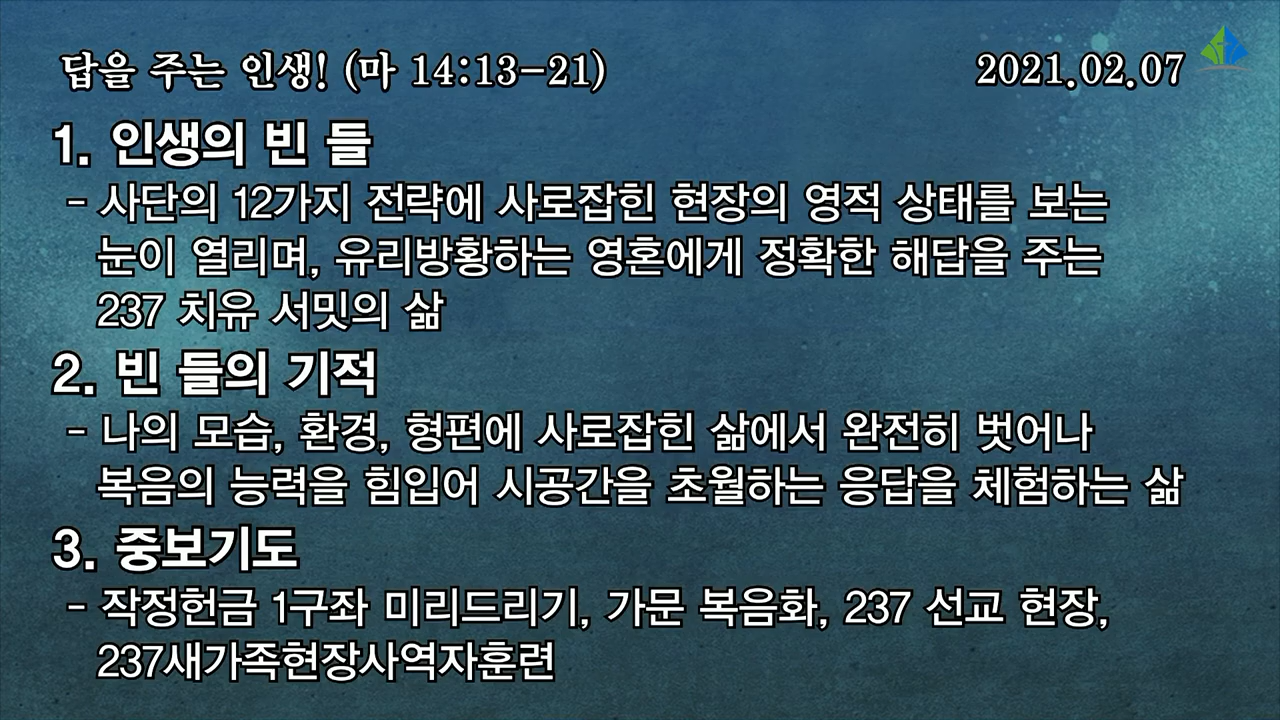 답을 주는 인생! (마 14:13-21) 2021.02.07
1. 인생의 빈 들
- 사단의 12가지 전략에 사로잡힌 현장의 영적 상태를 보는
눈이 열리며, 유리방황하는 영혼에게 정확한 해답을 주는
237 치유 서밋의 삶
2. 빈 들의 기적
- 나의 모습, 환경, 형편에 사로잡힌 삶에서 완전히 벗어나
복음의 능력을 힘입어 시공간을 초월하는 응답을 체험하는 삶
3. 중보기도
- 작정헌금 1구좌 미리드리기, 가문 복음화, 237 선교 현장,
237새가족현장사역자훈련